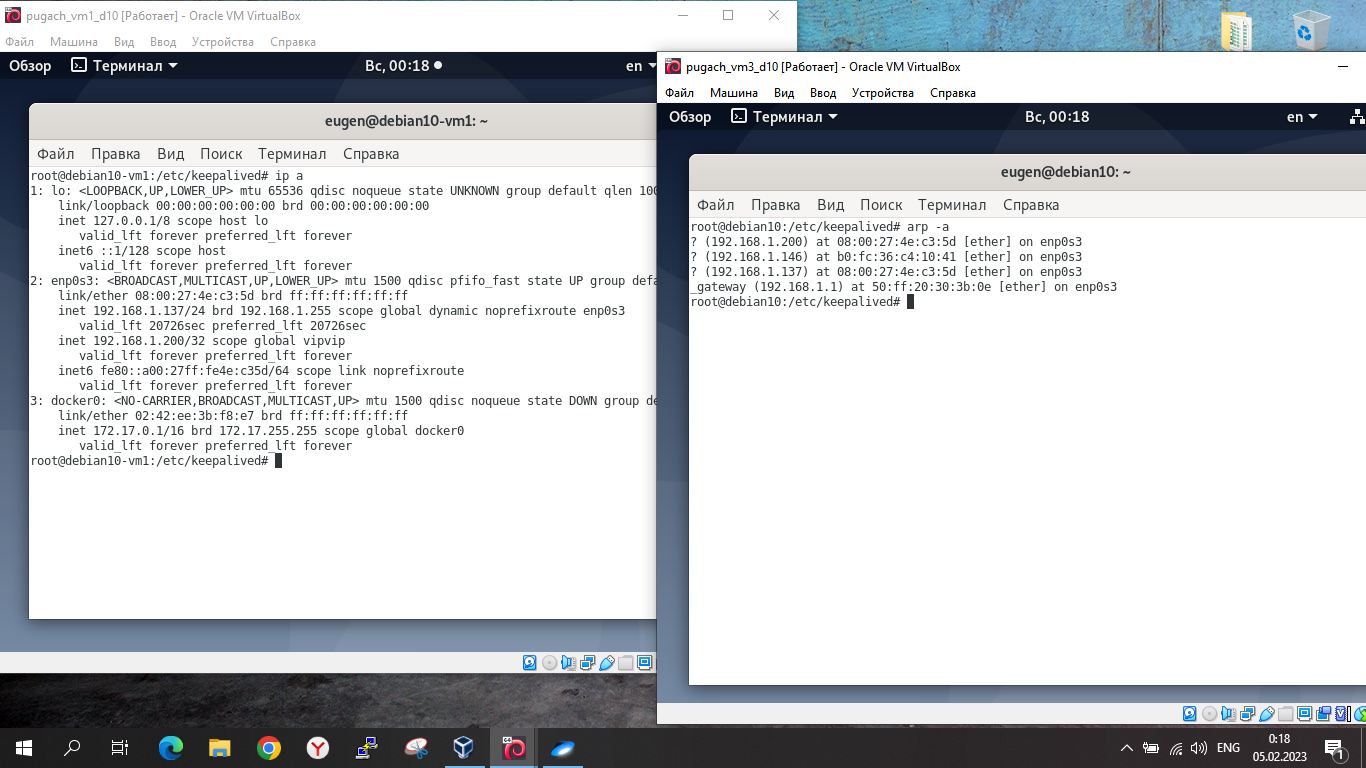 pugach_vm1_d10 [Работает] - Oracle VM VirtualBox
Файл Машина Вид Ввод Устройства Справка
Обзор Терминал Вс, 00:18 en
eugen@debian10-vm1: ~
Файл Правка Вид Поиск Терминал Справка
root@debian10-vm1:/etc/keepalived# ip a
1: lo: <LOOPBACK,UP,LOWER_UP> mtu 65536 qdisc noqueue state UNKNOWN group default qlen 100
link/loopback 00:00:00:00:00:00 brd 00:00:00:00:00:00
inet 127.0.0.1/8 scope host lo
valid_lft forever preferred_lft forever
inet6 ::1/128 scope host
valid_lft forever preferred_lft forever
2: enp0s3: <BROADCAST,MULTICAST,UP,LOWER_UP> mtu 1500 qdisc pfifo_fast state UP group defa
link/ether 08:00:27:4e:c3:5d brd ff:ff:ff:ff:ff:ff
inet 192.168.1.137/24 brd 192.168.1.255 scope global dynamic noprefixroute enp0s3
valid_lft 20726sec preferred_lft 20726sec
inet 192.168.1.200/32 scope global vipvip
valid_lft forever preferred_lft forever
inet6 fe80::a00:27ff:fe4e:c35d/64 scope link noprefixroute
valid_lft forever preferred_lft forever
3: docker0: <NO-CARRIER,BROADCAST,MULTICAST,UP> mtu 1500 qdisc noqueue state DOWN group de
link/ether 02:42:ee:3b:f8:e7 brd ff:ff:ff:ff:ff:ff
inet 172.17.0.1/16 brd 172.17.255.255 scope global docker0
valid_lft forever preferred_lft forever
root@debian10-vm1:/etc/keepalived#
pugach_vm3_d10 [Работает] - Oracle VM VirtualBox
Файл Машина Вид Ввод Устройства Справка
Обзор Терминал Вс, 00:18 en
eugen@debian10: ~
Файл Правка Вид Поиск Терминал Справка
root@debian10:/etc/keepalived# arp -a
? (192.168.1.200) at 08:00:27:4e:c3:5d [ether] on enp0s3
? (192.168.1.146) at b0:fc:36:c4:10:41 [ether] on enp0s3
? (192.168.1.137) at 08:00:27:4e:c3:5d [ether] on enp0s3
_gateway (192.168.1.1) at 50:ff:20:30:3b:0e [ether] on enp0s3
root@debian10:/etc/keepalived#
ENG
0:18
05.02.2023
1